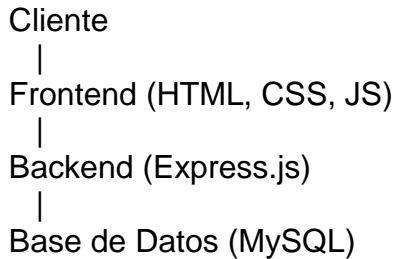 Cliente
|
Frontend (HTML, CSS, JS)
|
Backend (Express.js)
|
Base de Datos (MySQL)